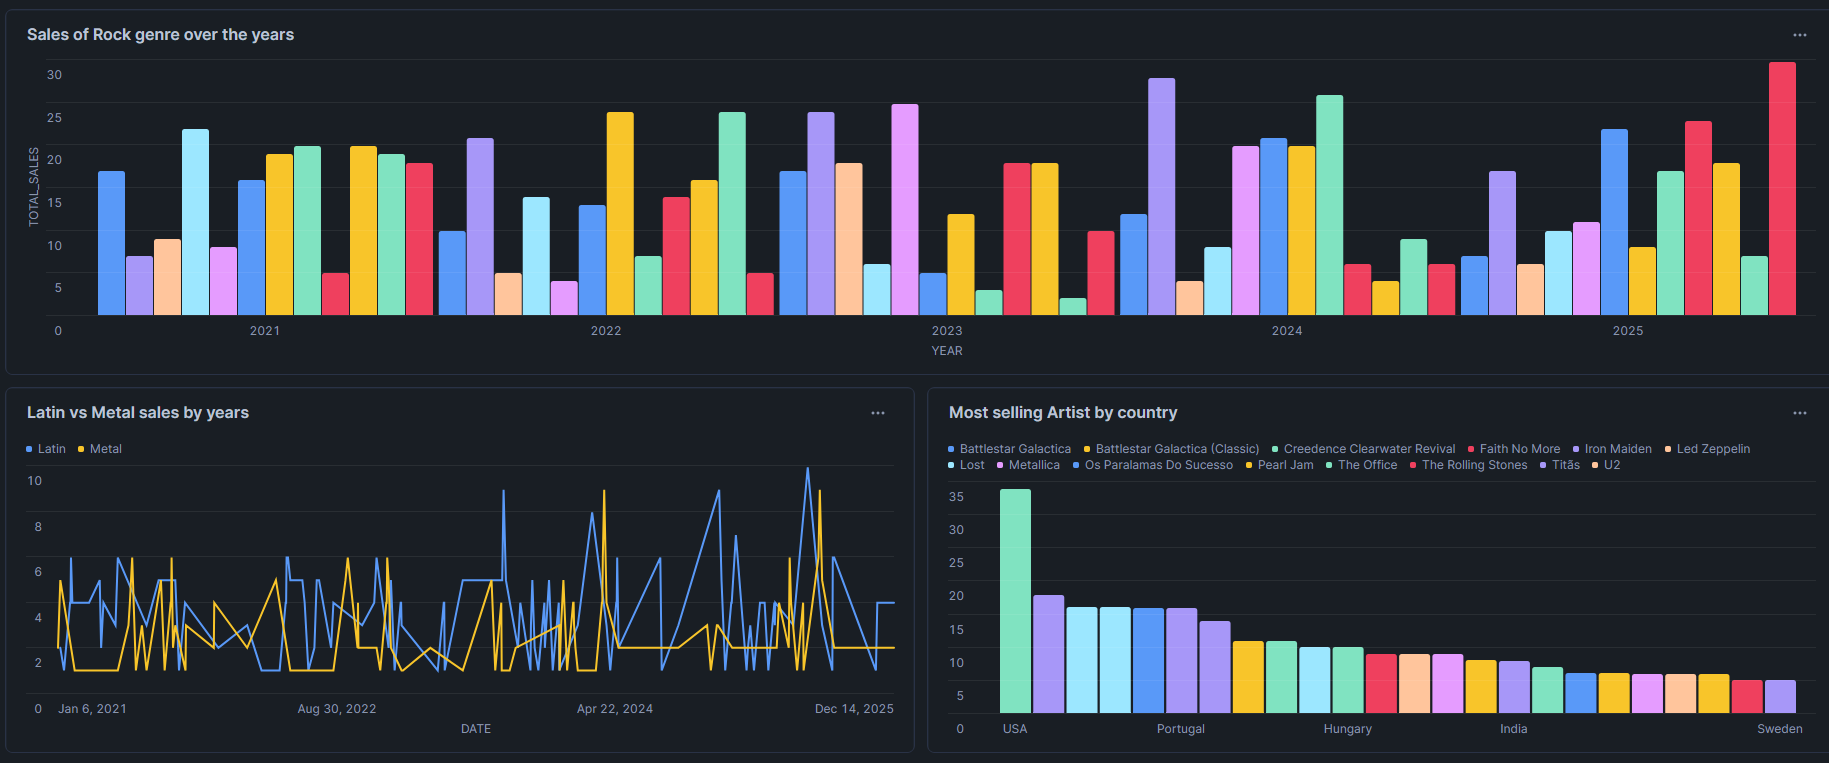 Sales of Rock genre over the years
...
30
25
20
15
10
5
0
TOTAL_SALES
2021 2022 2023 2024 2025
YEAR
Latin vs Metal sales by years
...
Latin Metal
10
8
6
4
2
0
Jan 6, 2021 Aug 30, 2022 Apr 22, 2024 Dec 14, 2025
DATE
Most selling Artist by country
...
Battlestar Galactica Battlestar Galactica (Classic) Creedence Clearwater Revival Faith No More Iron Maiden Led Zeppelin
Lost Metallica Os Paralamas Do Sucesso Pearl Jam The Office The Rolling Stones Titãs U2
35
30
25
20
15
10
5
0
USA Portugal Hungary India Sweden